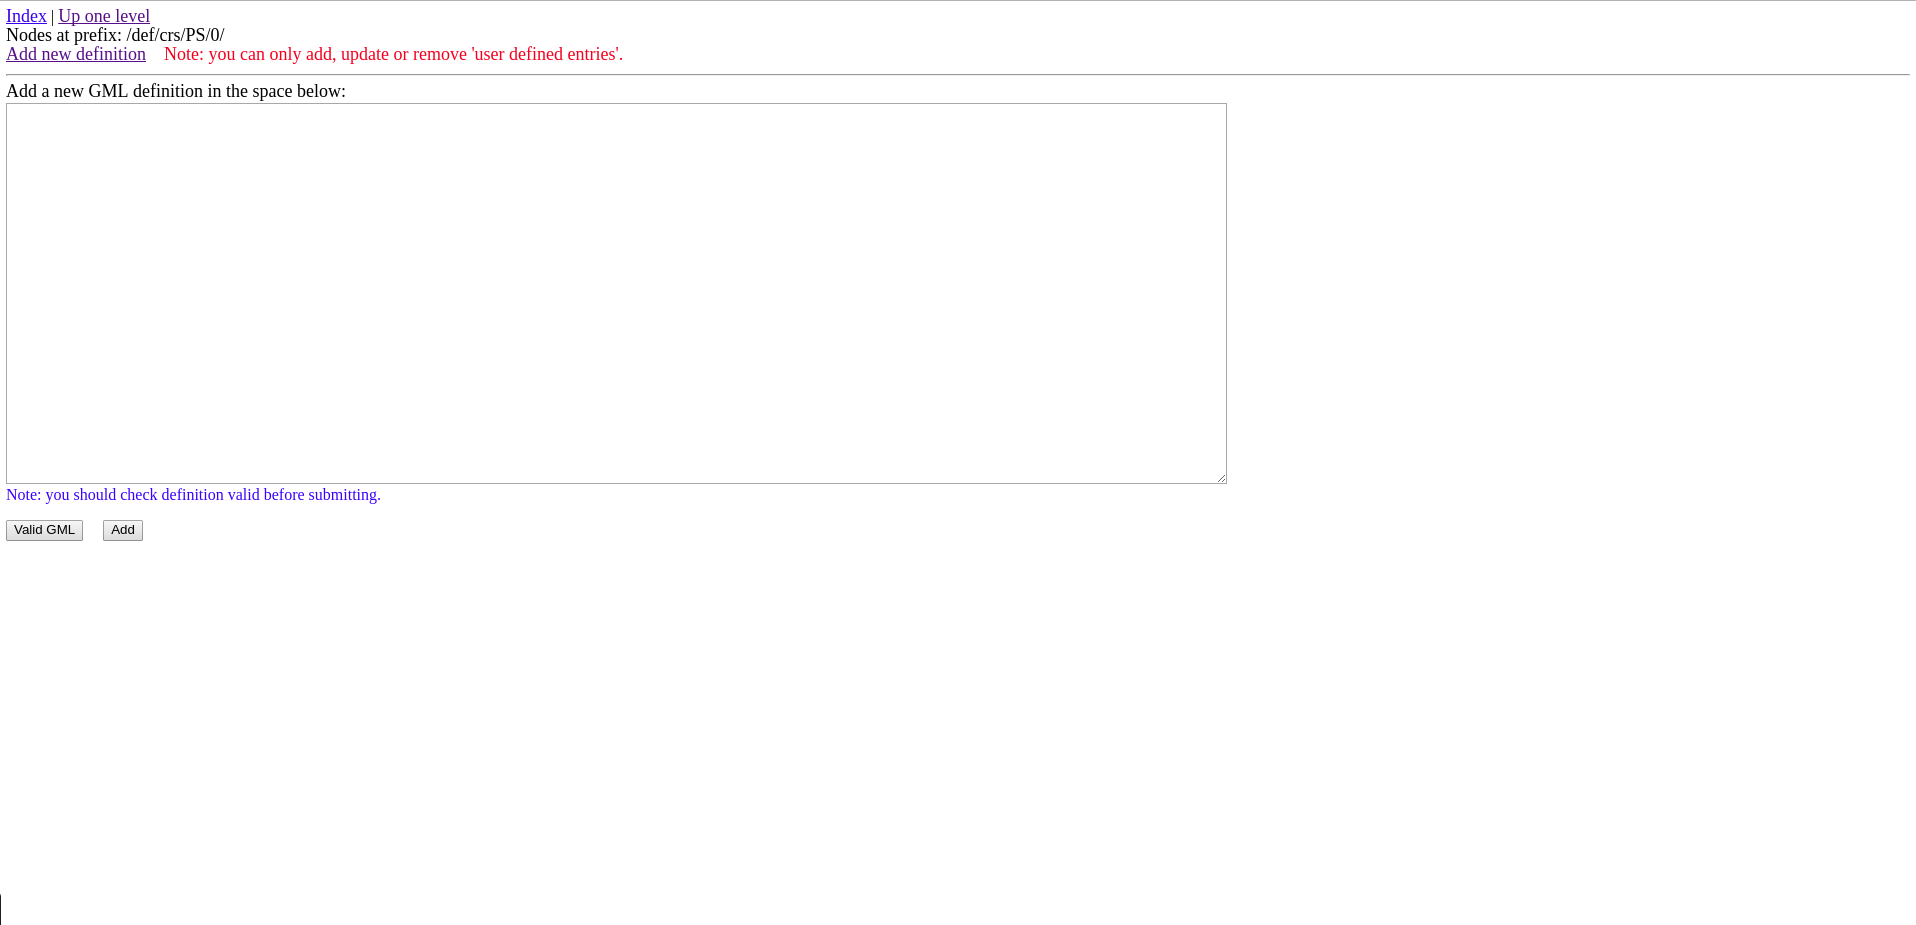 Index | Up one level
Nodes at prefix: /def/crs/PS/0/
Add new definition Note: you can only add, update or remove 'user defined entries'.
Add a new GML definition in the space below:
Note: you should check definition valid before submitting.
Valid GML Add